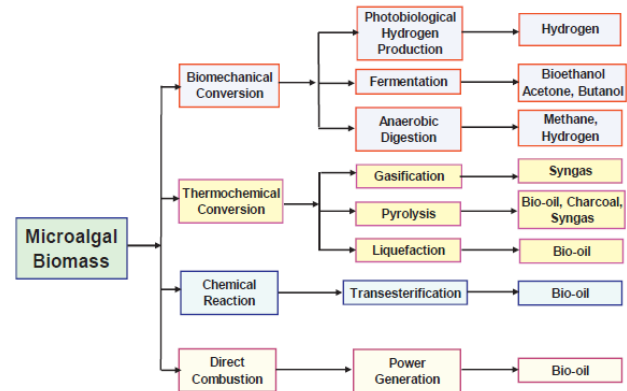 Microalgal
Biomass
Biomechanical
Conversion
Photobiological
Hydrogen
Production
Hydrogen
Fermentation
Bioethanol
Acetone, Butanol
Anaerobic
Digestion
Methane,
Hydrogen
Thermochemical
Conversion
Gasification
Syngas
Pyrolysis
Bio-oil, Charcoal,
Syngas
Liquefaction
Bio-oil
Chemical
Reaction
Transesterification
Bio-oil
Direct
Combustion
Power
Generation
Bio-oil